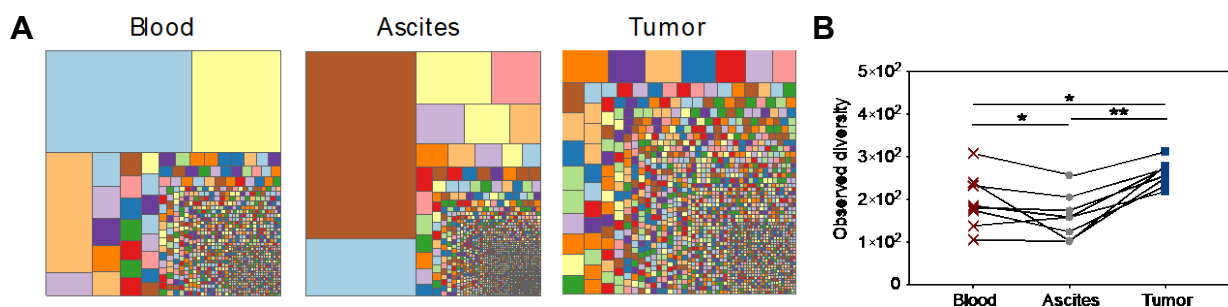 A
Blood
Ascites
Tumor
B
Observed diversity
5×10²
4×10²
3×10²
2×10²
1×10²
0
*
*
**
Blood
Ascites
Tumor